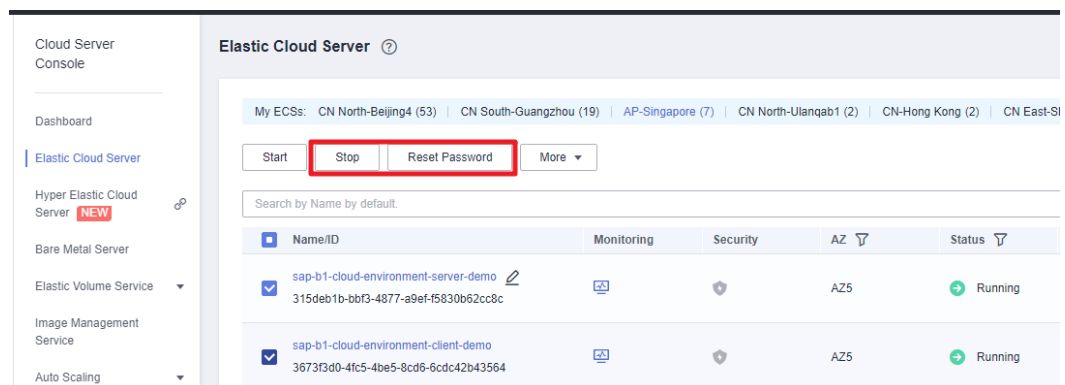 Cloud Server
Console
Elastic Cloud Server ?
My ECSs: CN North-Beijing4 (53) | CN South-Guangzhou (19) | AP-Singapore (7) | CN North-Ulanqab1 (2) | CN-Hong Kong (2) | CN East-S
Dashboard
Elastic Cloud Server
Start Stop Reset Password More
Hyper Elastic Cloud
Server NEW
Search by Name by default.
Name/ID Monitoring Security AZ Status
Bare Metal Server
Elastic Volume Service
sap-b1-cloud-environment-server-demo
315deb1b-bbf3-4877-a9ef-f5830b62cc8c
AZ5 Running
Image Management
Service
sap-b1-cloud-environment-client-demo
3673f3d0-4fc5-4be5-8cd6-6cdc42b43564
AZ5 Running
Auto Scaling